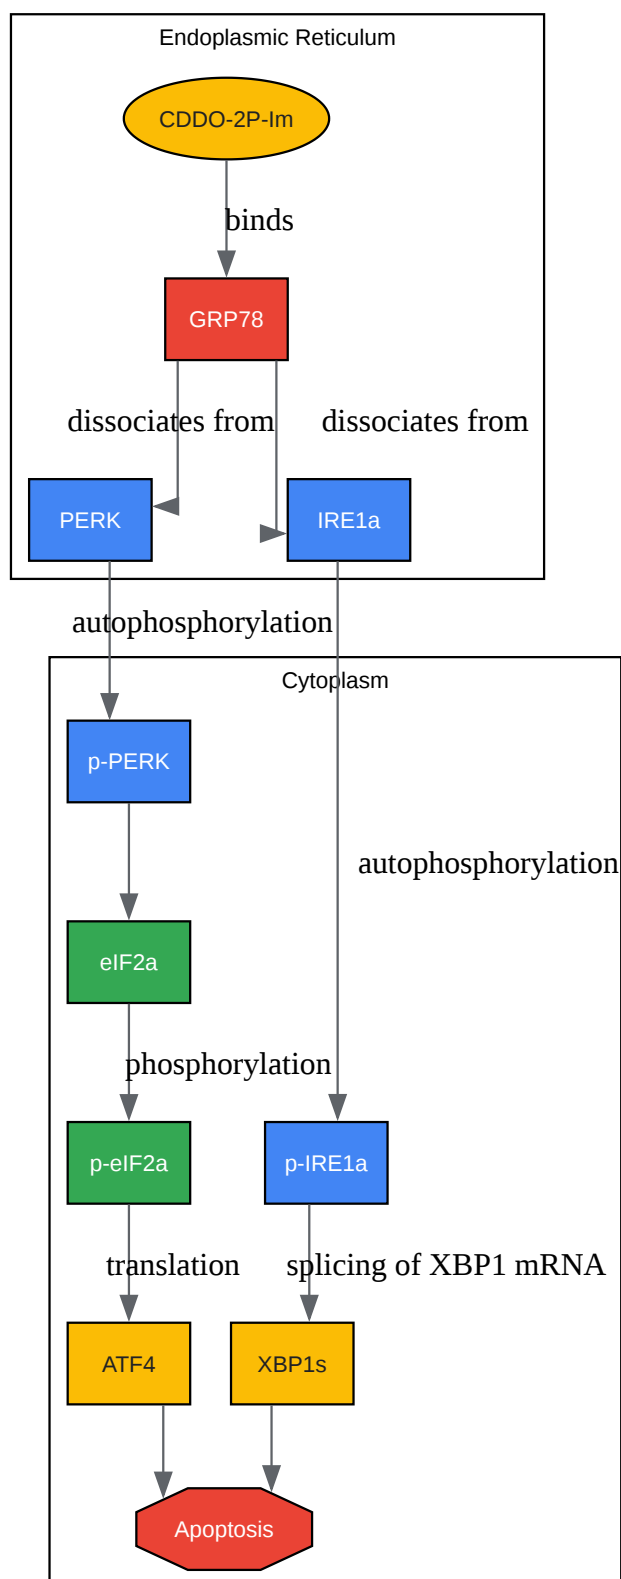 Endoplasmic Reticulum
CDDO-2P-Im
binds
GRP78
dissociates from
dissociates from
PERK
IRE1a
autophosphorylation
Cytoplasm
p-PERK
autophosphorylation
eIF2a
phosphorylation
p-eIF2a
p-IRE1a
translation
splicing of XBP1 mRNA
ATF4
XBP1s
Apoptosis